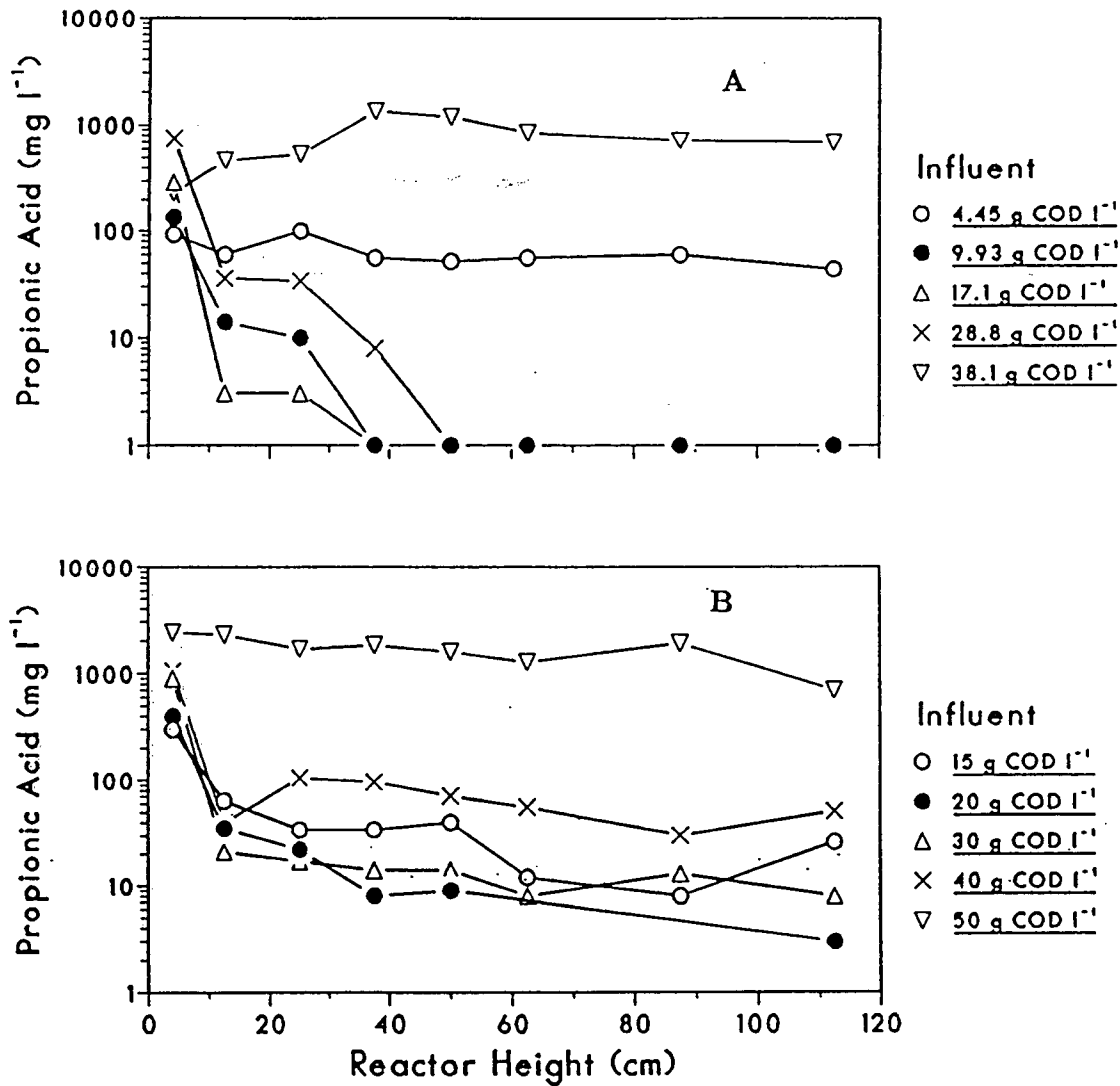 10000
1000
100
10
1
Propionic Acid (mg l⁻¹)
A
Influent
4.45 g COD l⁻¹
9.93 g COD l⁻¹
17.1 g COD l⁻¹
28.8 g COD l⁻¹
38.1 g COD l⁻¹
10000
1000
100
10
1
Propionic Acid (mg l⁻¹)
B
Influent
15 g COD l⁻¹
20 g COD l⁻¹
30 g COD l⁻¹
40 g COD l⁻¹
50 g COD l⁻¹
0 20 40 60 80 100 120
Reactor Height (cm)